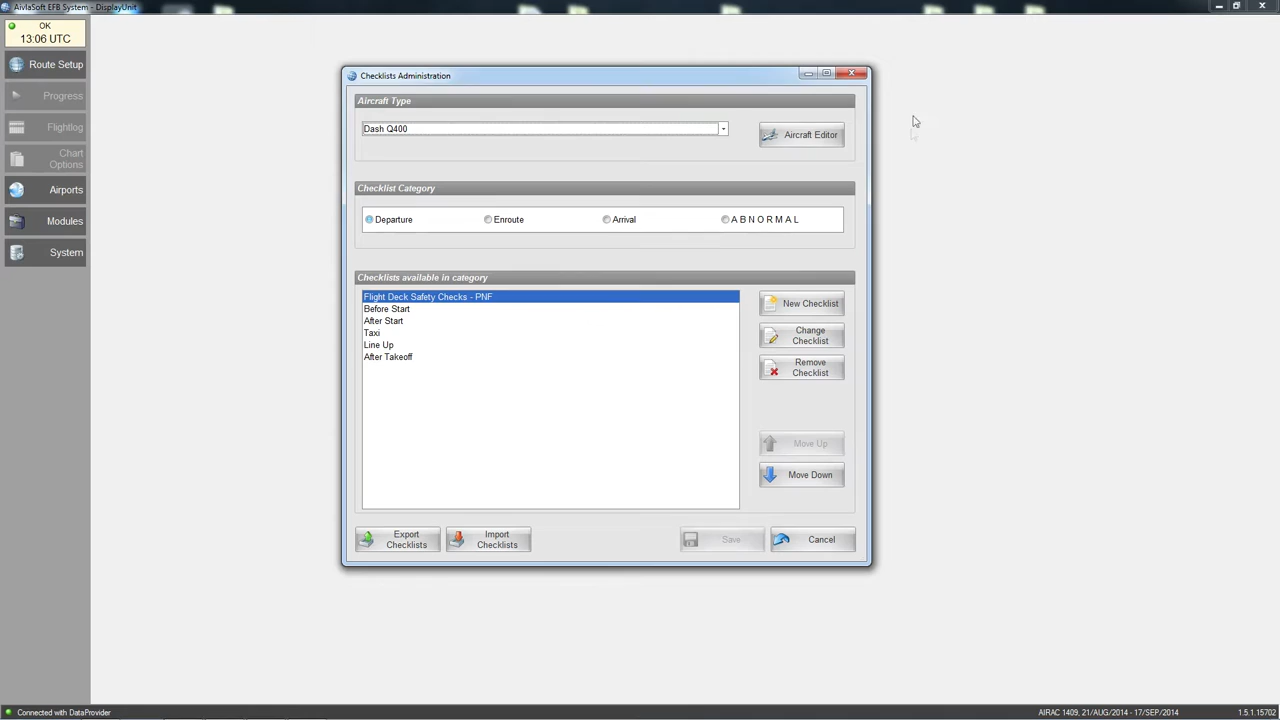 AivlaSoft EFB System - DisplayUnit
OK
13:06 UTC
Route Setup
Progress
Flightlog
Chart
Options
Airports
Modules
System
Checklists Administration
Aircraft Type
Dash Q400
Aircraft Editor
Checklist Category
Departure
Enroute
Arrival
A B N O R M A L
Checklists available in category
Flight Deck Safety Checks - PNF
Before Start
After Start
Taxi
Line Up
After Takeoff
New Checklist
Change
Checklist
Remove
Checklist
Move Up
Move Down
Export
Checklists
Import
Checklists
Save
Cancel
Connected with DataProvider
AIRAC 1409, 21/AUG/2014 - 17/SEP/2014
1.5.1.15702